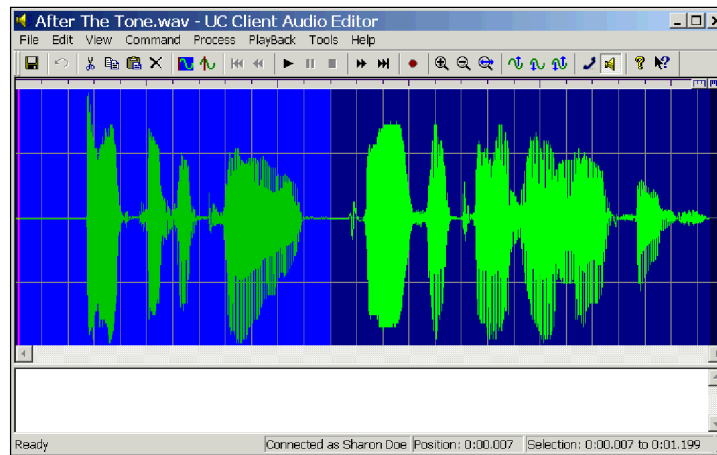 After The Tone.wav - UC Client Audio Editor
File Edit View Command Process PlayBack Tools Help
Ready Connected as Sharon Doe Position: 0:00.007 Selection: 0:00.007 to 0:01.199